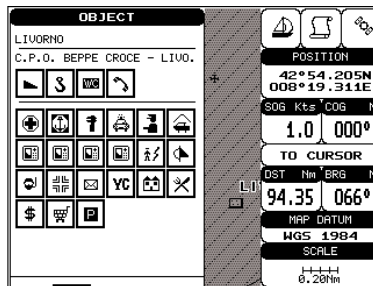 OBJECT
LIVORNO
C.P.O. BEPPE CROCE - LIVO.
WC
YC
$
P
LI
POSITION
42°54.205N
008°19.311E
SOG Kts COG
1.0 000°
TO CURSOR
DST Nm BRG
94.35 066°
MAP DATUM
WGS 1984
SCALE
0.20Nm